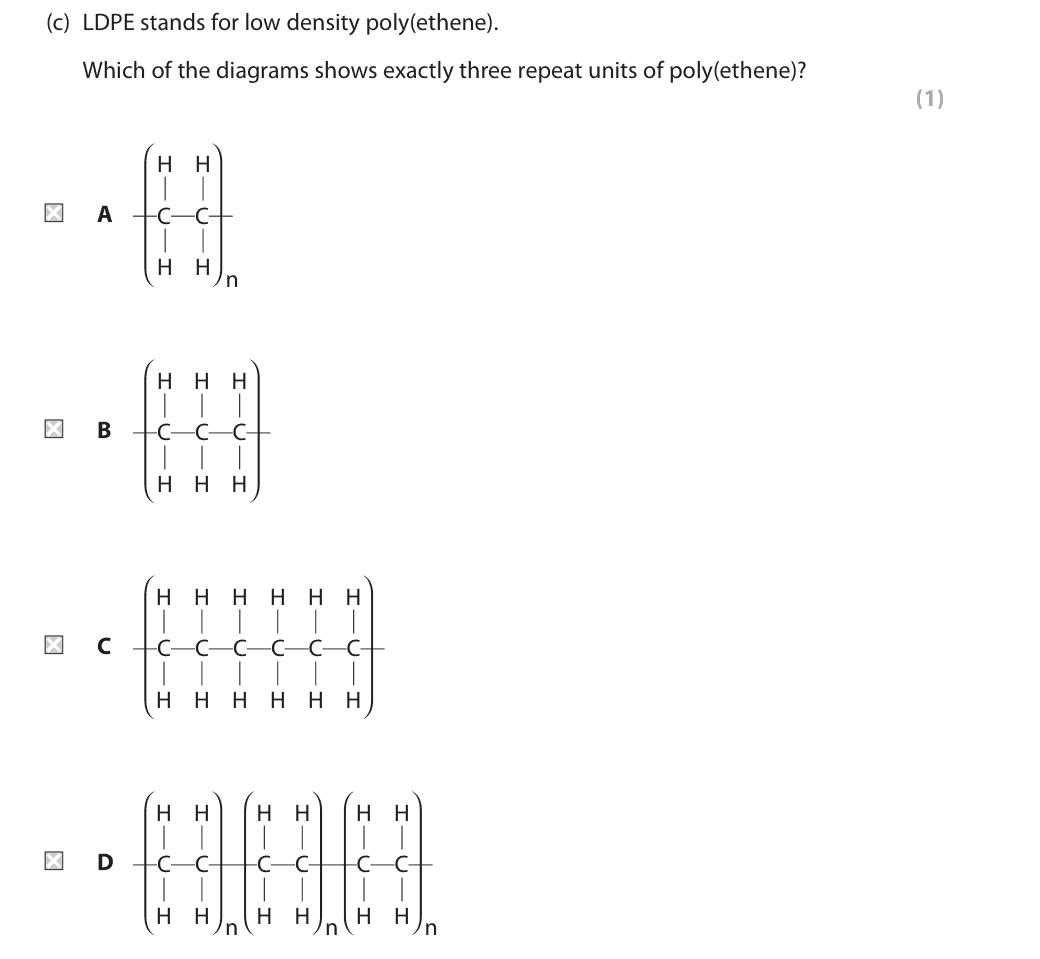 (c) LDPE stands for low density poly(ethene).
Which of the diagrams shows exactly three repeat units of poly(ethene)?
(1)
A
H H
C C
H H
n
B
H H H
C C C
H H H
C
H H H H H H
C C C C C C
H H H H H H
D
H H H H H H
C C C C C C
H H n H H n H H n